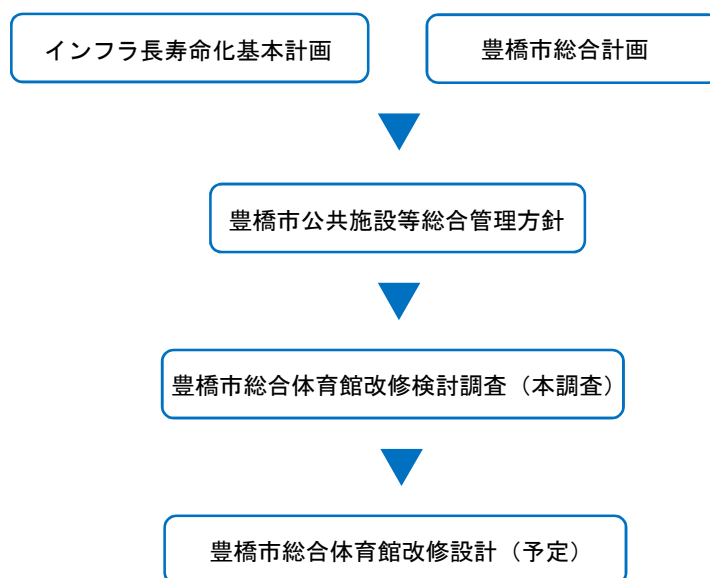 インフラ長寿命化基本計画
豊橋市総合計画
豊橋市公共施設等総合管理方針
豊橋市総合体育館改修検討調査（本調査）
豊橋市総合体育館改修設計（予定）